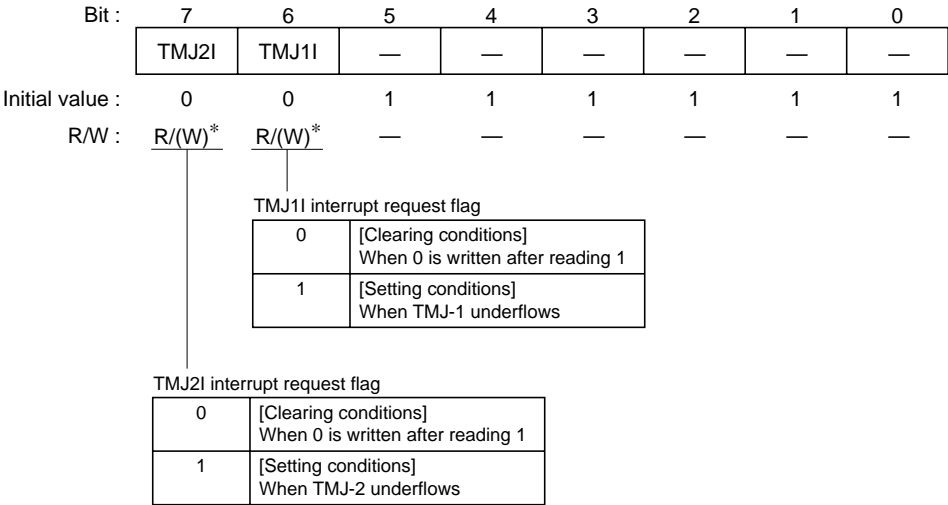 Bit : 7 6 5 4 3 2 1 0
TMJ2I TMJ1I — — — — — —
Initial value : 0 0 1 1 1 1 1 1
R/W : R/(W)* R/(W)* — — — — — —
TMJ1I interrupt request flag
0 [Clearing conditions]
When 0 is written after reading 1
1 [Setting conditions]
When TMJ-1 underflows
TMJ2I interrupt request flag
0 [Clearing conditions]
When 0 is written after reading 1
1 [Setting conditions]
When TMJ-2 underflows